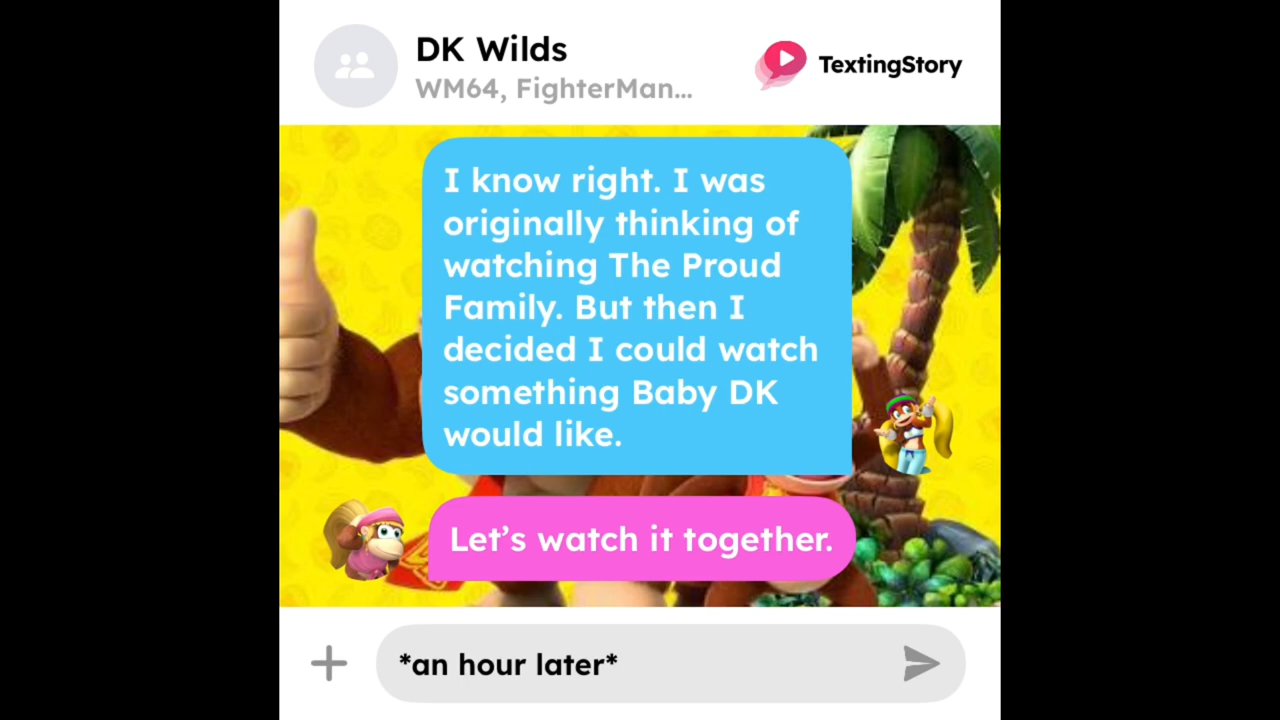 DK Wilds
WM64, FighterMan...
TextingStory
I know right. I was
originally thinking of
watching The Proud
Family. But then I
decided I could watch
something Baby DK
would like.
Let's watch it together.
*an hour later*